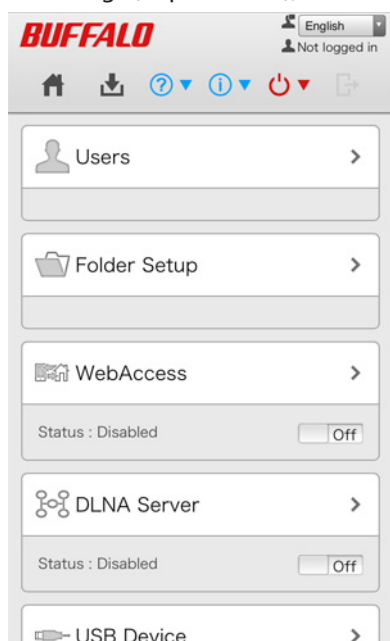 BUFFALO
English
Not logged in
Users
Folder Setup
WebAccess
Status : Disabled
Off
DLNA Server
Status : Disabled
Off
USB Device